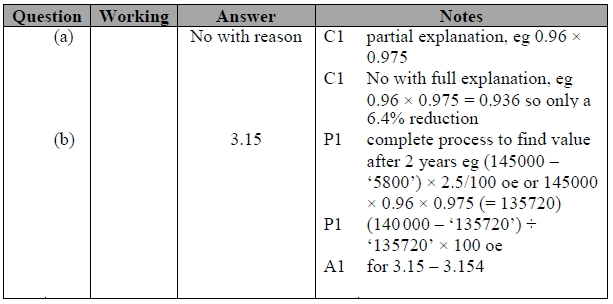 Question Working Answer Notes
(a) No with reason C1 partial explanation, eg 0.96 ×
0.975
C1 No with full explanation, eg
0.96 × 0.975 = 0.936 so only a
6.4% reduction
(b) 3.15 P1 complete process to find value
after 2 years eg (145000 –
‘5800’) × 2.5/100 oe or 145000
× 0.96 × 0.975 (= 135720)
P1 (140 000 – ‘135720’) ÷
‘135720’ × 100 oe
A1 for 3.15 – 3.154